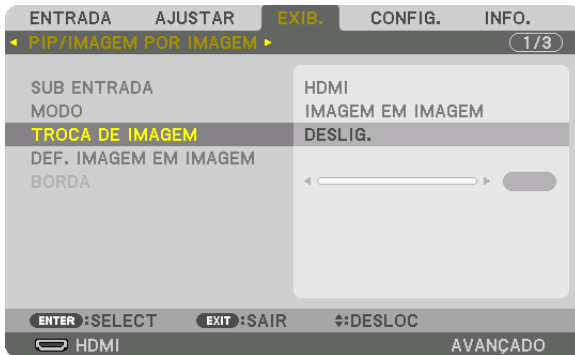 ENTRADA AJUSTAR EXIB. CONFIG. INFO.
PIP/IMAGEM POR IMAGEM 1/3
SUB ENTRADA HDMI
MODO IMAGEM EM IMAGEM
TROCA DE IMAGEM DESLIG.
DEF. IMAGEM EM IMAGEM
BORDA
ENTER :SELECT EXIT :SAIR :DESLOC
HDMI AVANÇADO